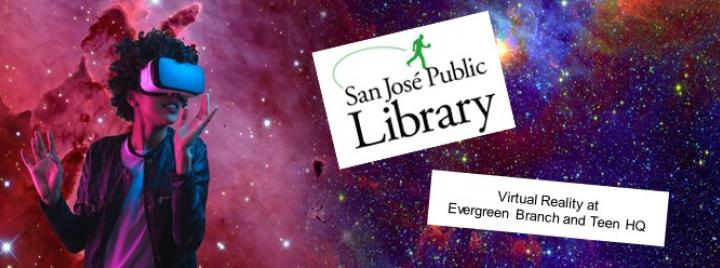 San José Public
Library
Virtual Reality at
Evergreen Branch and Teen HQ